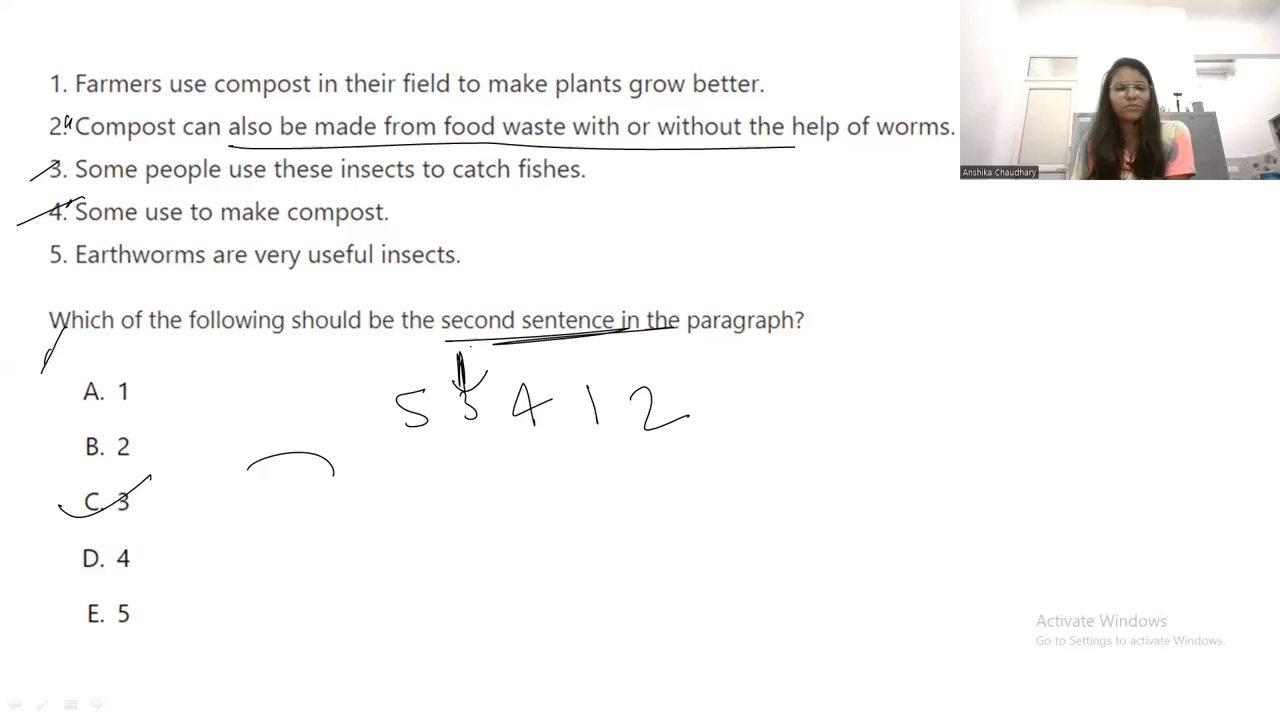 1. Farmers use compost in their field to make plants grow better.
2. Compost can also be made from food waste with or without the help of worms.
3. Some people use these insects to catch fishes.
4. Some use to make compost.
5. Earthworms are very useful insects.
Anshika Chaudhary
Which of the following should be the second sentence in the paragraph?
A. 1
5 3 4 1 2
B. 2
C. 3
D. 4
E. 5
Activate Windows
Go to Settings to activate Windows.